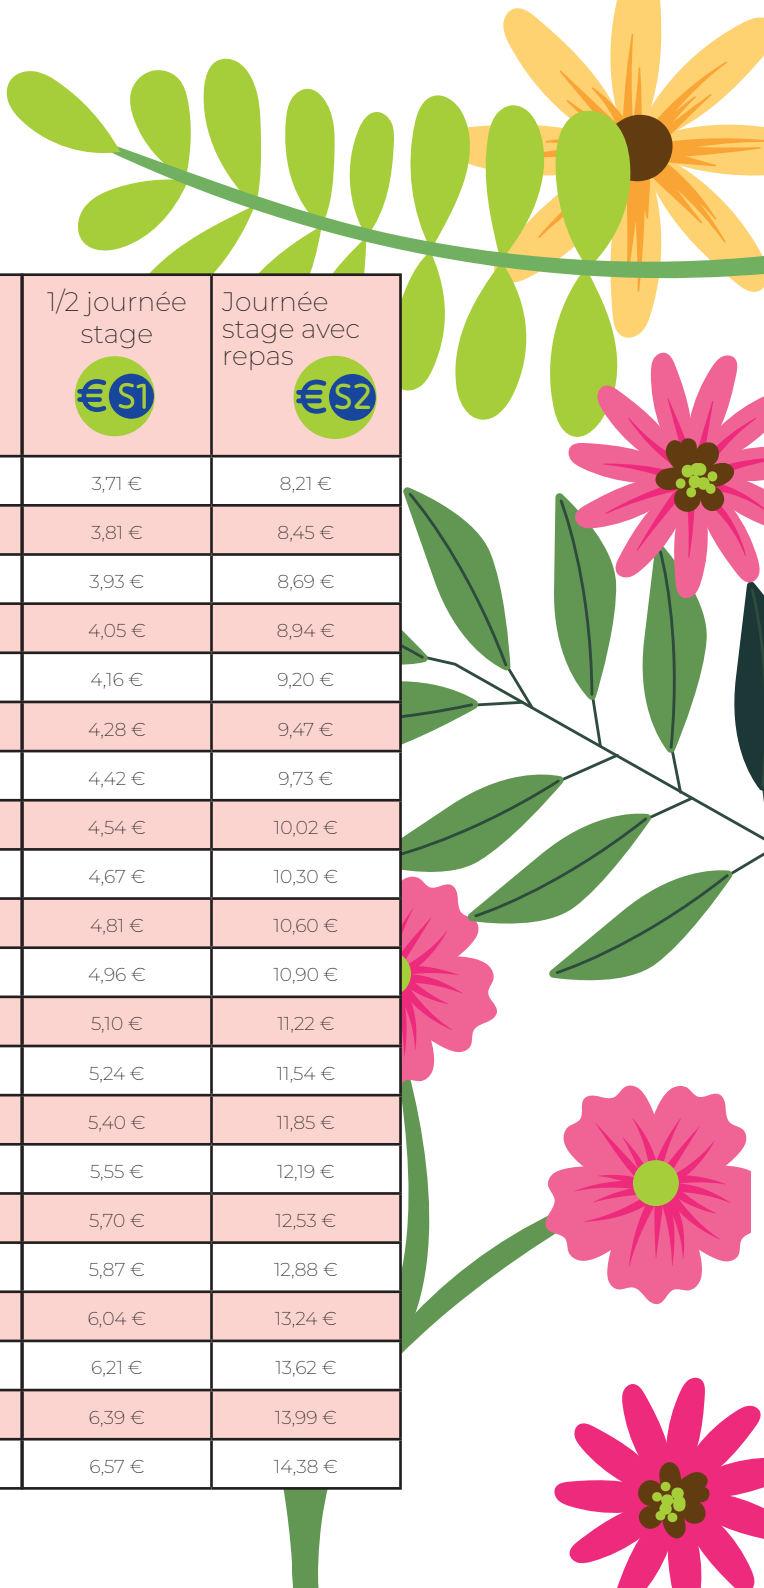 1/2 journée
stage
€ S1
Journée
stage avec
repas
€ S2
3,71 € 8,21 €
3,81 € 8,45 €
3,93 € 8,69 €
4,05 € 8,94 €
4,16 € 9,20 €
4,28 € 9,47 €
4,42 € 9,73 €
4,54 € 10,02 €
4,67 € 10,30 €
4,81 € 10,60 €
4,96 € 10,90 €
5,10 € 11,22 €
5,24 € 11,54 €
5,40 € 11,85 €
5,55 € 12,19 €
5,70 € 12,53 €
5,87 € 12,88 €
6,04 € 13,24 €
6,21 € 13,62 €
6,39 € 13,99 €
6,57 € 14,38 €